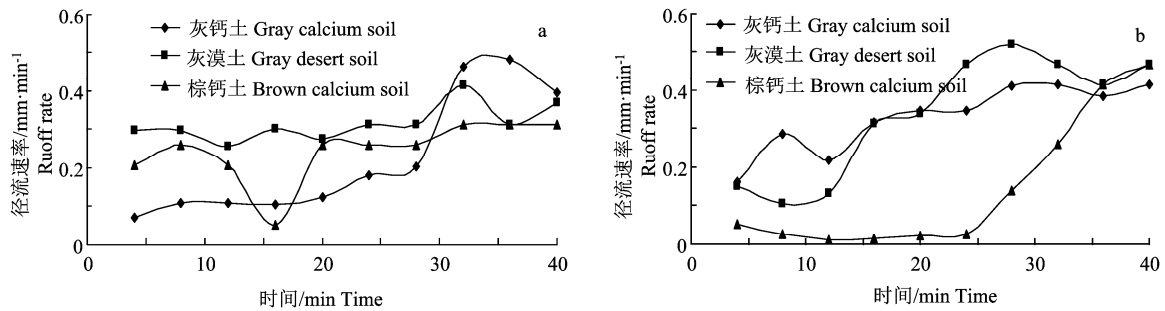 0.6
灰钙土 Gray calcium soil
灰漠土 Gray desert soil
棕钙土 Brown calcium soil
a
0.4
0.2
0
径流速率/mm·min-1
Ruoff rate
0 10 20 30 40
时间/min Time
0.6
灰钙土 Gray calcium soil
灰漠土 Gray desert soil
棕钙土 Brown calcium soil
b
0.4
0.2
0
径流速率/mm·min-1
Ruoff rate
0 10 20 30 40
时间/min Time